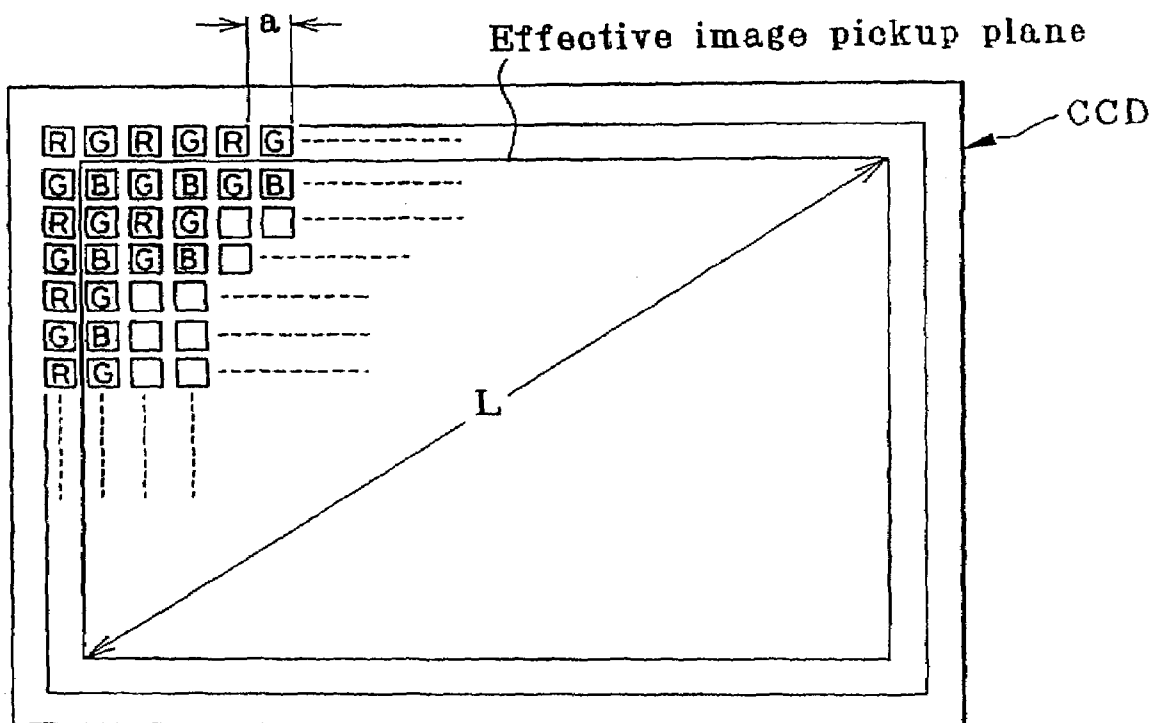 a
Effective image pickup plane
CCD
R G R G R G
G B G B G B
R G R G
G B G B
R G
G B
R G
L